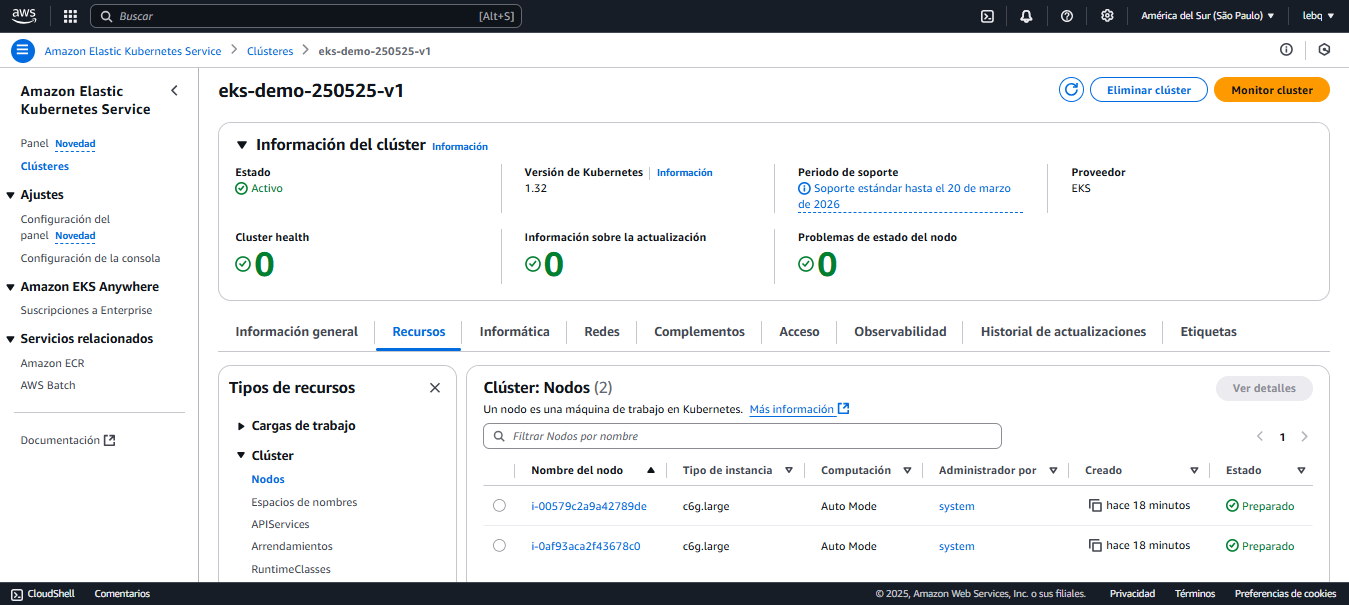 aws
Buscar [Alt+S]
América del Sur (São Paulo) ▼ lebq ▼
Amazon Elastic Kubernetes Service > Clústeres > eks-demo-250525-v1
Amazon Elastic
Kubernetes Service
Panel Novedad
Clústeres
Ajustes
Configuración del
panel Novedad
Configuración de la consola
Amazon EKS Anywhere
Suscripciones a Enterprise
Servicios relacionados
Amazon ECR
AWS Batch
Documentación
eks-demo-250525-v1
Eliminar clúster
Monitor cluster
Información del clúster Información
Estado
Activo
Versión de Kubernetes Información
1.32
Periodo de soporte
Soporte estándar hasta el 20 de marzo
de 2026
Proveedor
EKS
Cluster health
0
Información sobre la actualización
0
Problemas de estado del nodo
0
Información general Recursos Informática Redes Complementos Acceso Observabilidad Historial de actualizaciones Etiquetas
Tipos de recursos
Cargas de trabajo
Clúster
Nodos
Espacios de nombres
APIServices
Arrendamientos
RuntimeClasses
Clúster: Nodos (2)
Ver detalles
Un nodo es una máquina de trabajo en Kubernetes. Más información
Filtrar Nodos por nombre
1
Nombre del nodo Tipo de instancia Computación Administrador por Creado Estado
i-00579c2a9a42789de c6g.large Auto Mode system hace 18 minutos Preparado
i-0af93aca2f43678c0 c6g.large Auto Mode system hace 18 minutos Preparado
CloudShell Comentarios
© 2025, Amazon Web Services, Inc. o sus filiales. Privacidad Términos Preferencias de cookies